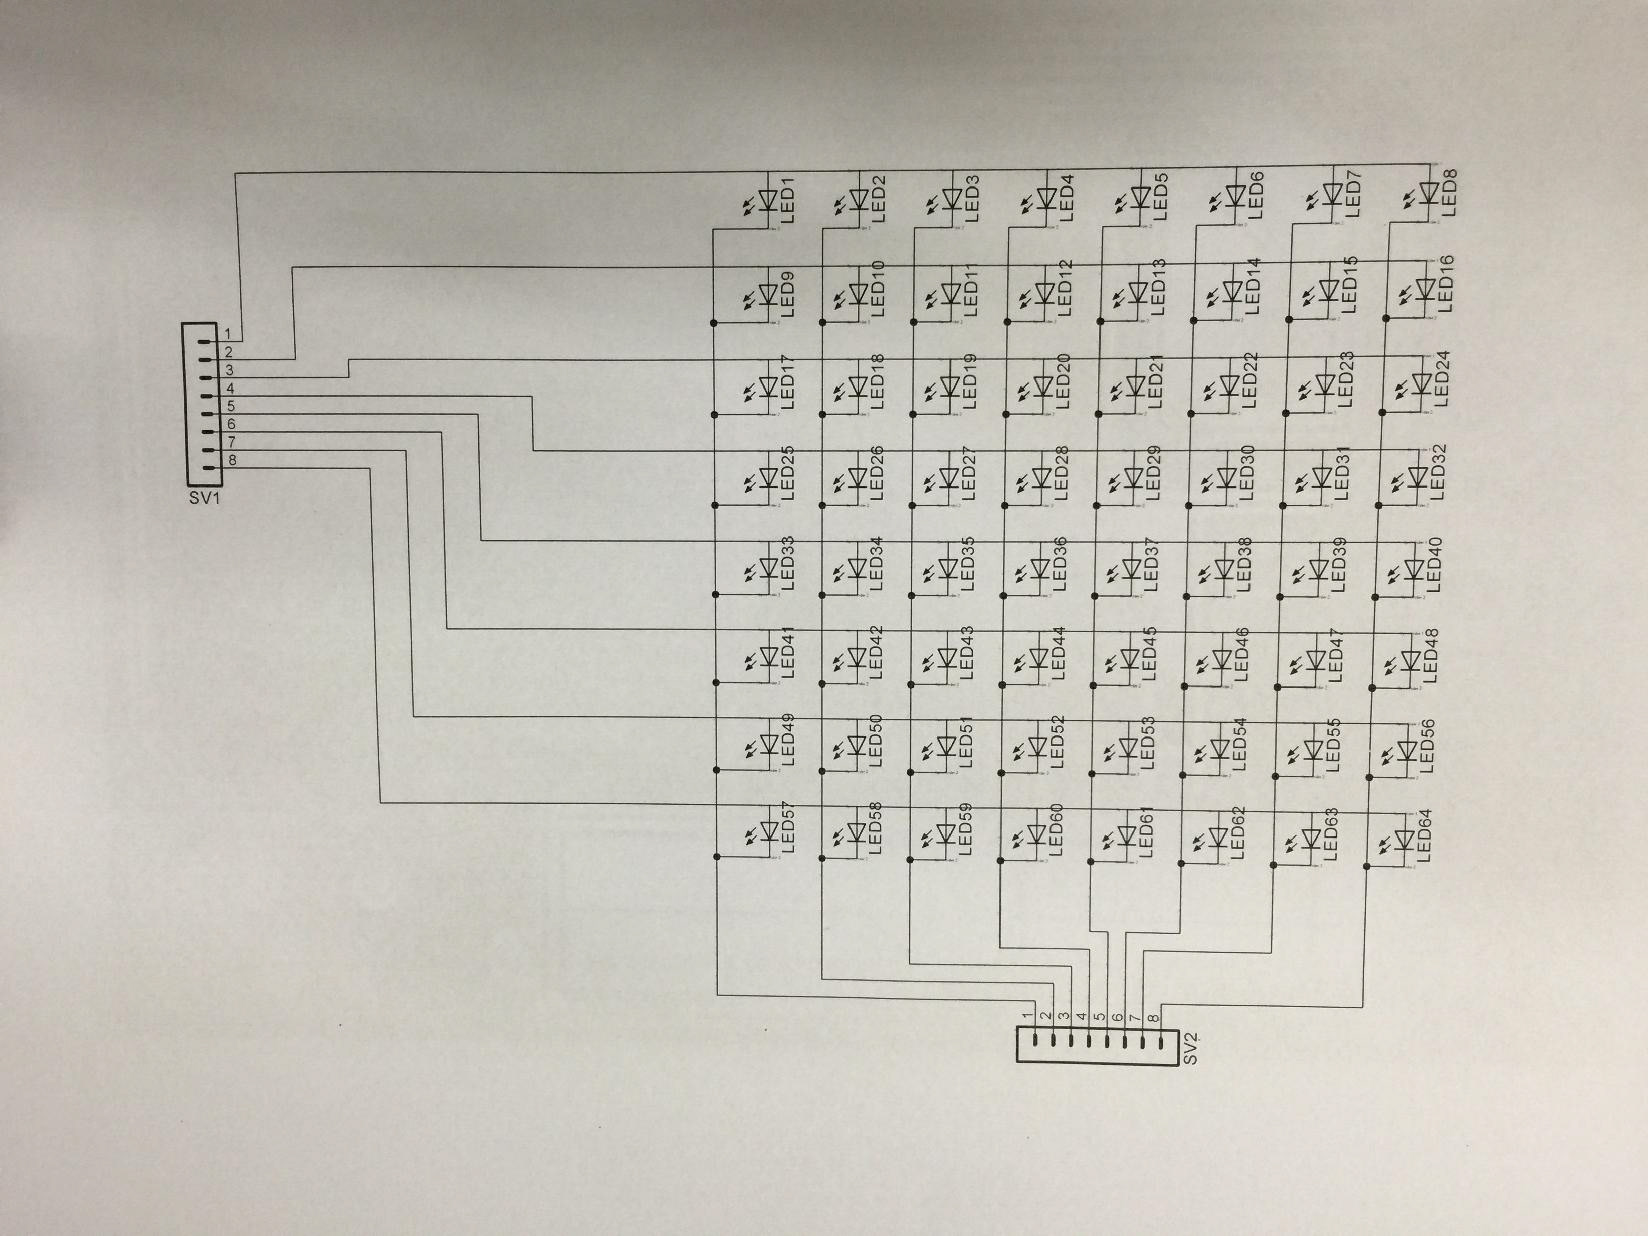 LED1 LED2 LED3 LED4 LED5 LED6 LED7 LED8
LED9 LED10 LED11 LED12 LED13 LED14 LED15 LED16
1
2
3
4
5
6
7
8
SV1
LED17 LED18 LED19 LED20 LED21 LED22 LED23 LED24
LED25 LED26 LED27 LED28 LED29 LED30 LED31 LED32
LED33 LED34 LED35 LED36 LED37 LED38 LED39 LED40
LED41 LED42 LED43 LED44 LED45 LED46 LED47 LED48
LED49 LED50 LED51 LED52 LED53 LED54 LED55 LED56
LED57 LED58 LED59 LED60 LED61 LED62 LED63 LED64
1 2 3 4 5 6 7 8
SV2